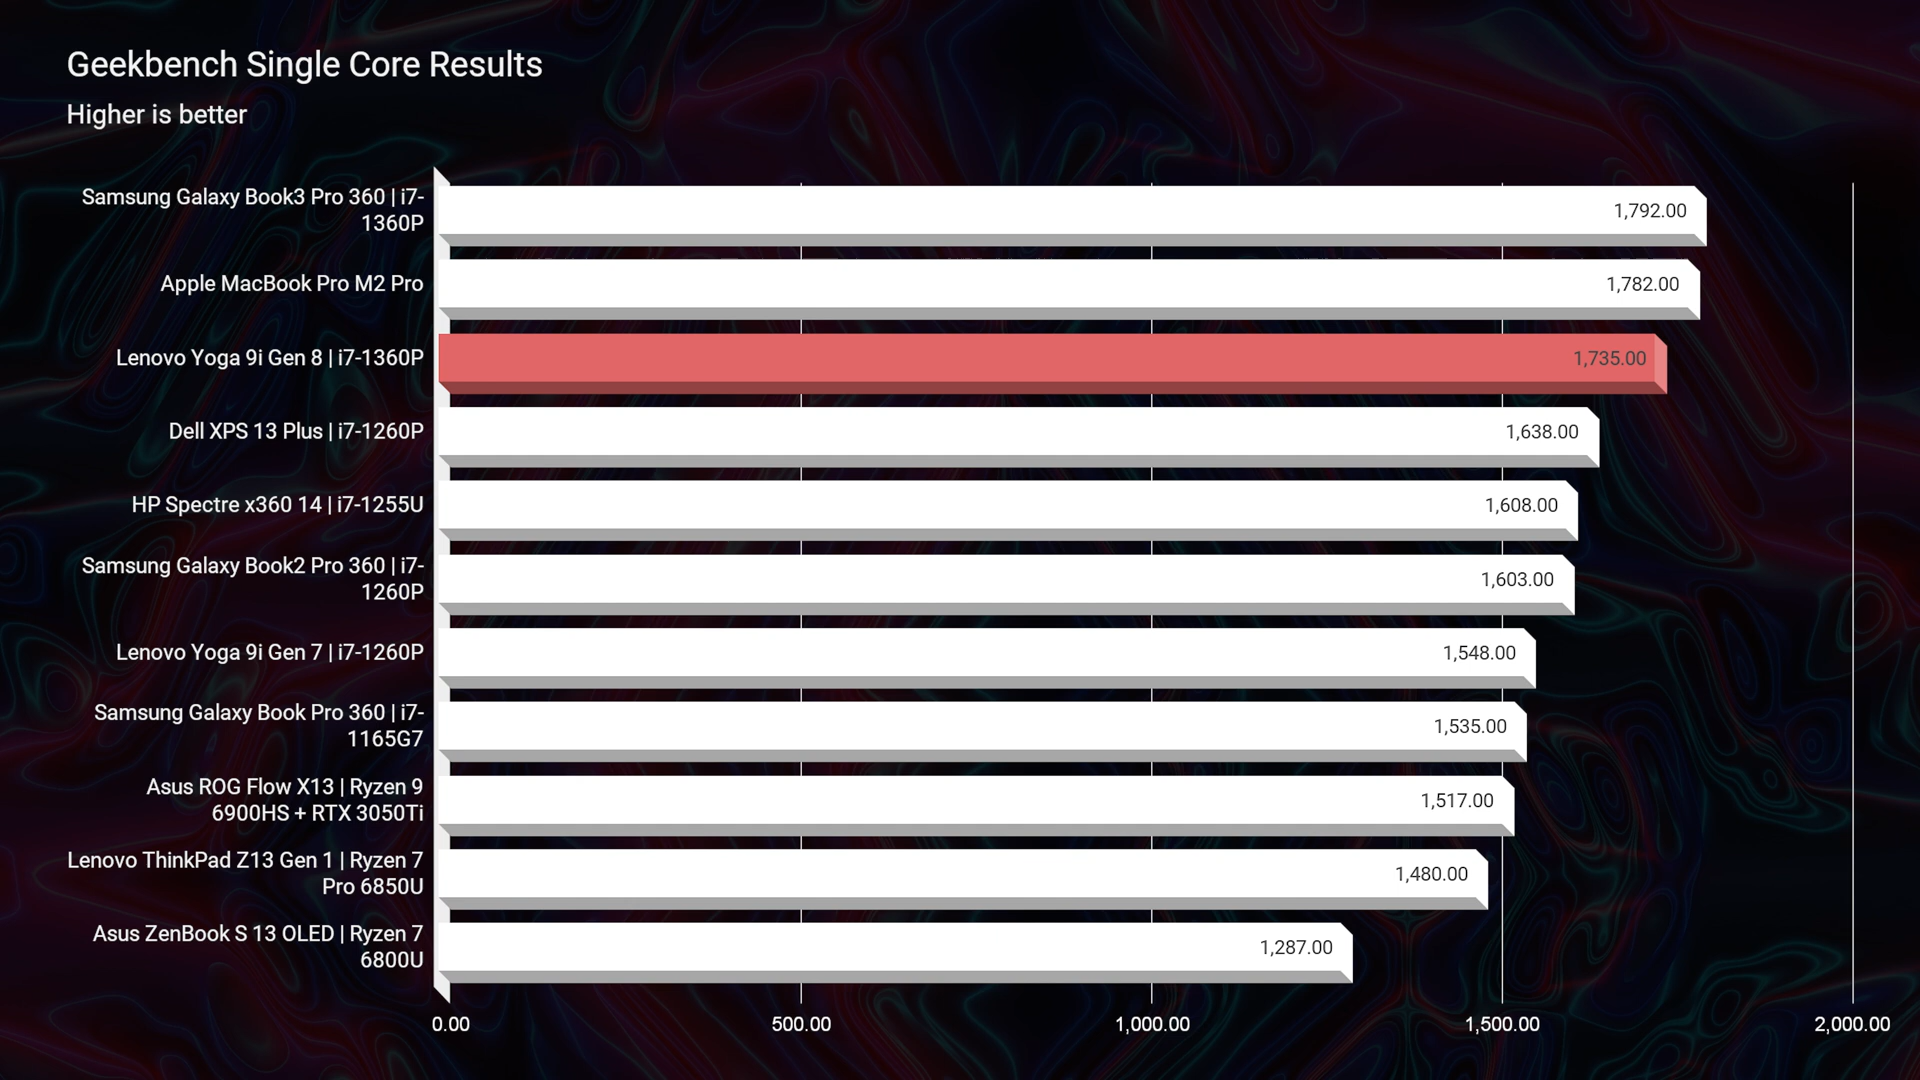 Geekbench Single Core Results
Higher is better
Samsung Galaxy Book3 Pro 360 | i7-
1360P
1,792.00
Apple MacBook Pro M2 Pro
1,782.00
Lenovo Yoga 9i Gen 8 | i7-1360P
1,735.00
Dell XPS 13 Plus | i7-1260P
1,638.00
HP Spectre x360 14 | i7-1255U
1,608.00
Samsung Galaxy Book2 Pro 360 | i7-
1260P
1,603.00
Lenovo Yoga 9i Gen 7 | i7-1260P
1,548.00
Samsung Galaxy Book Pro 360 | i7-
1165G7
1,535.00
Asus ROG Flow X13 | Ryzen 9
6900HS + RTX 3050Ti
1,517.00
Lenovo ThinkPad Z13 Gen 1 | Ryzen 7
Pro 6850U
1,480.00
Asus ZenBook S 13 OLED | Ryzen 7
6800U
1,287.00
0.00 500.00 1,000.00 1,500.00 2,000.00